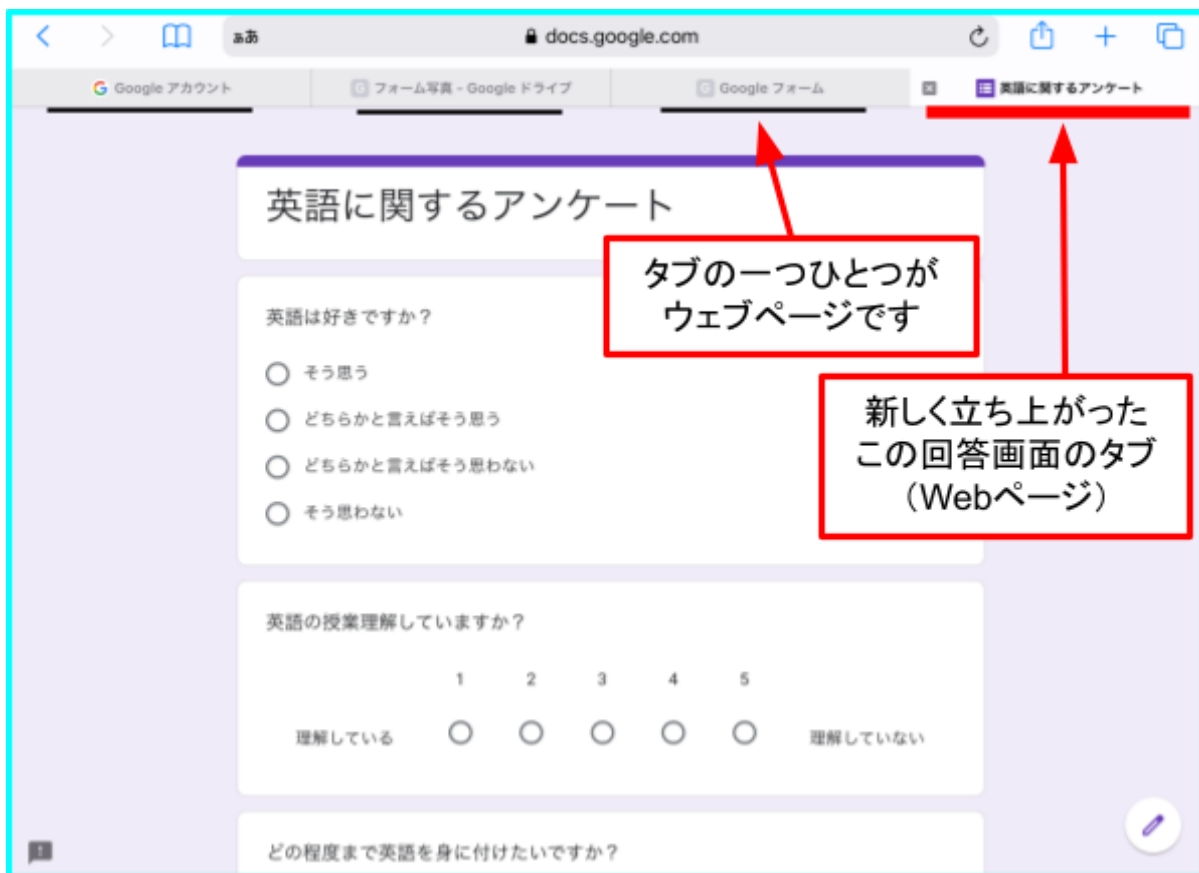 ぁあ
docs.google.com
Google アカウント
フォーム写真 - Google ドライブ
Google フォーム
英語に関するアンケート
英語に関するアンケート
タブの一つひとつが
ウェブページです
英語は好きですか？
そう思う
どちらかと言えばそう思う
どちらかと言えばそう思わない
そう思わない
新しく立ち上がった
この回答画面のタブ
（Webページ）
英語の授業理解していますか？
1 2 3 4 5
理解している 理解していない
どの程度まで英語を身に付けたいですか？